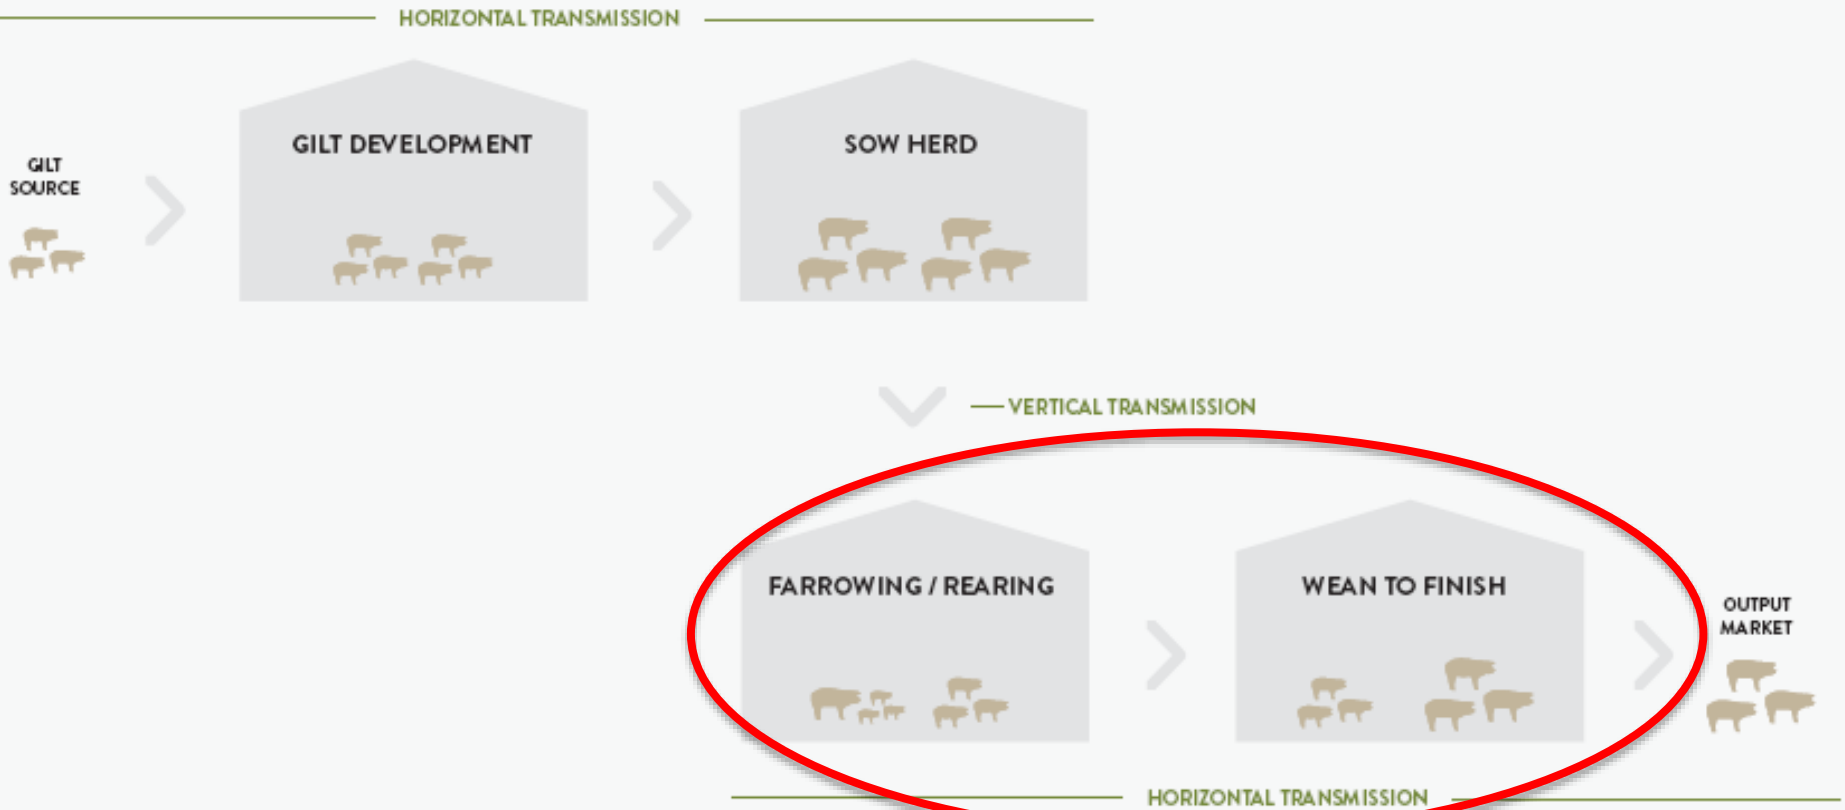 HORIZONTAL TRANSMISSION
GILT DEVELOPMENT
SOW HERD
GILT
SOURCE
VERTICAL TRANSMISSION
FARROWING / REARING
WEAN TO FINISH
OUTPUT
MARKET
HORIZONTAL TRANSMISSION